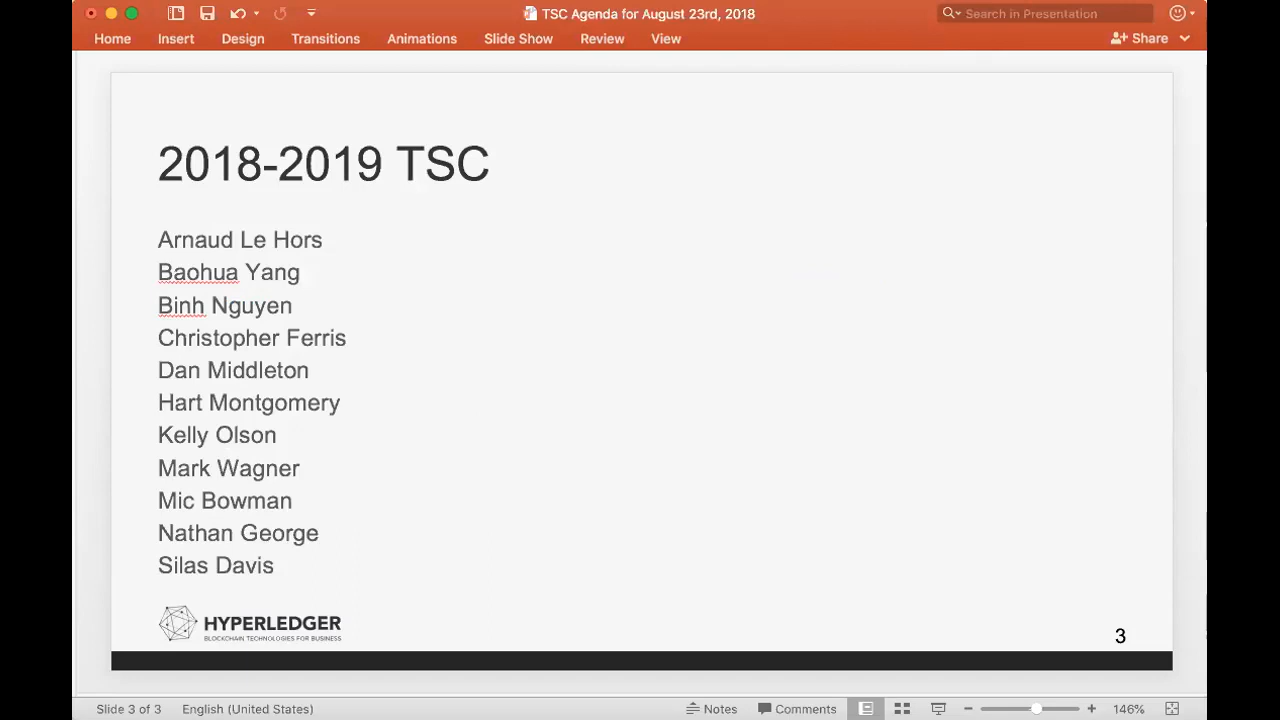 TSC Agenda for August 23rd, 2018
Search in Presentation
Home Insert Design Transitions Animations Slide Show Review View Share
2018-2019 TSC
Arnaud Le Hors
Baohua Yang
Binh Nguyen
Christopher Ferris
Dan Middleton
Hart Montgomery
Kelly Olson
Mark Wagner
Mic Bowman
Nathan George
Silas Davis
HYPERLEDGER
BLOCKCHAIN TECHNOLOGIES FOR BUSINESS
3
Slide 3 of 3 English (United States) Notes Comments 146%